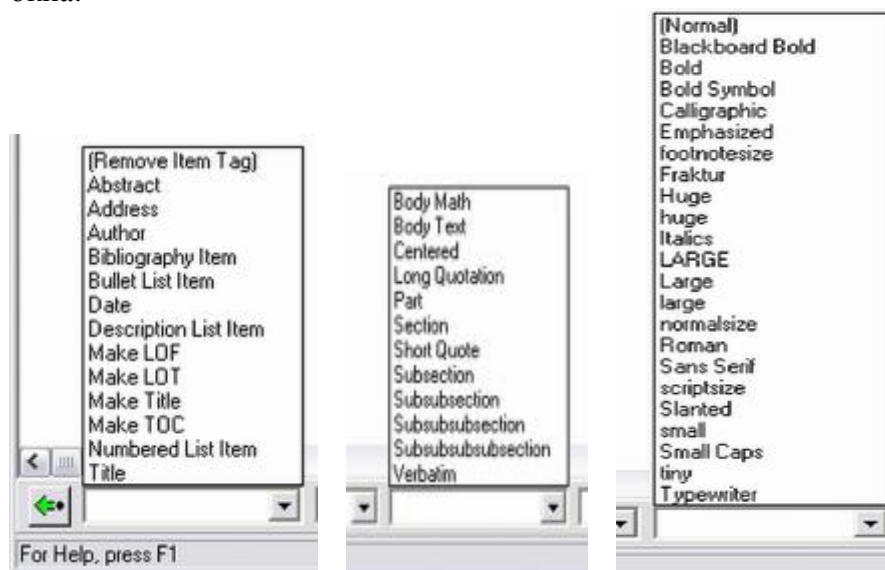 (Remove Item Tag)
Abstract
Address
Author
Bibliography Item
Bullet List Item
Date
Description List Item
Make LOF
Make LOT
Make Title
Make TOC
Numbered List Item
Title
For Help, press F1
Body Math
Body Text
Centered
Long Quotation
Part
Section
Short Quote
Subsection
Subsubsection
Subsubsubsection
Subsubsubsubsection
Verbatim
(Normal)
Blackboard Bold
Bold
Bold Symbol
Calligraphic
Emphasized
footnotesize
Fraktur
Huge
huge
Italics
LARGE
Large
large
normalsize
Roman
Sans Serif
scriptsize
Slanted
small
Small Caps
tiny
Typewriter